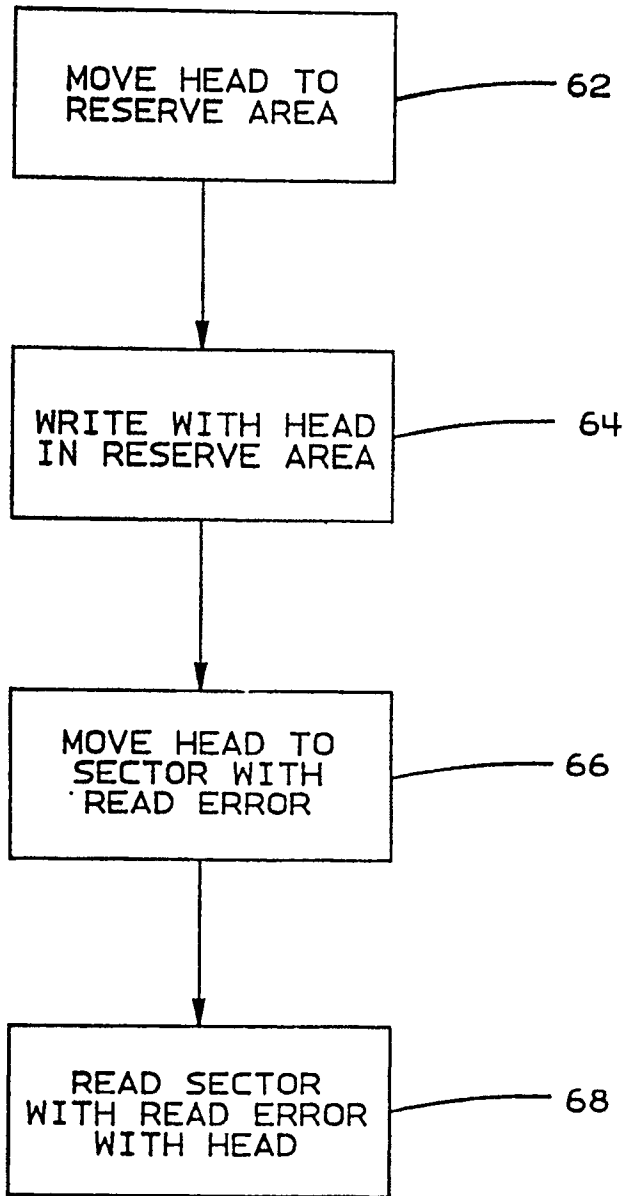 MOVE HEAD TO
RESERVE AREA
62
WRITE WITH HEAD
IN RESERVE AREA
64
MOVE HEAD TO
SECTOR WITH
READ ERROR
66
READ SECTOR
WITH READ ERROR
WITH HEAD
68